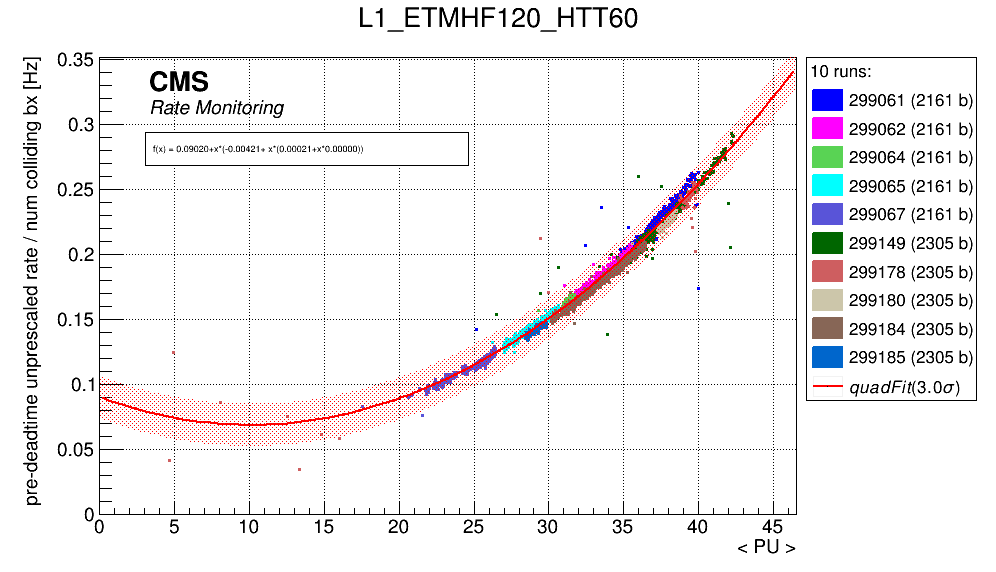 L1_ETMHF120_HTT60
pre-deadtime unprescaled rate / num colliding bx [Hz]
0.35
0.3
0.25
0.2
0.15
0.1
0.05
0
CMS
Rate Monitoring
f(x) = 0.09020+x*(-0.00421+ x*(0.00021+x*0.00000))
0 5 10 15 20 25 30 35 40 45
< PU >
10 runs:
299061 (2161 b)
299062 (2161 b)
299064 (2161 b)
299065 (2161 b)
299067 (2161 b)
299149 (2305 b)
299178 (2305 b)
299180 (2305 b)
299184 (2305 b)
299185 (2305 b)
quadFit(3.0σ)